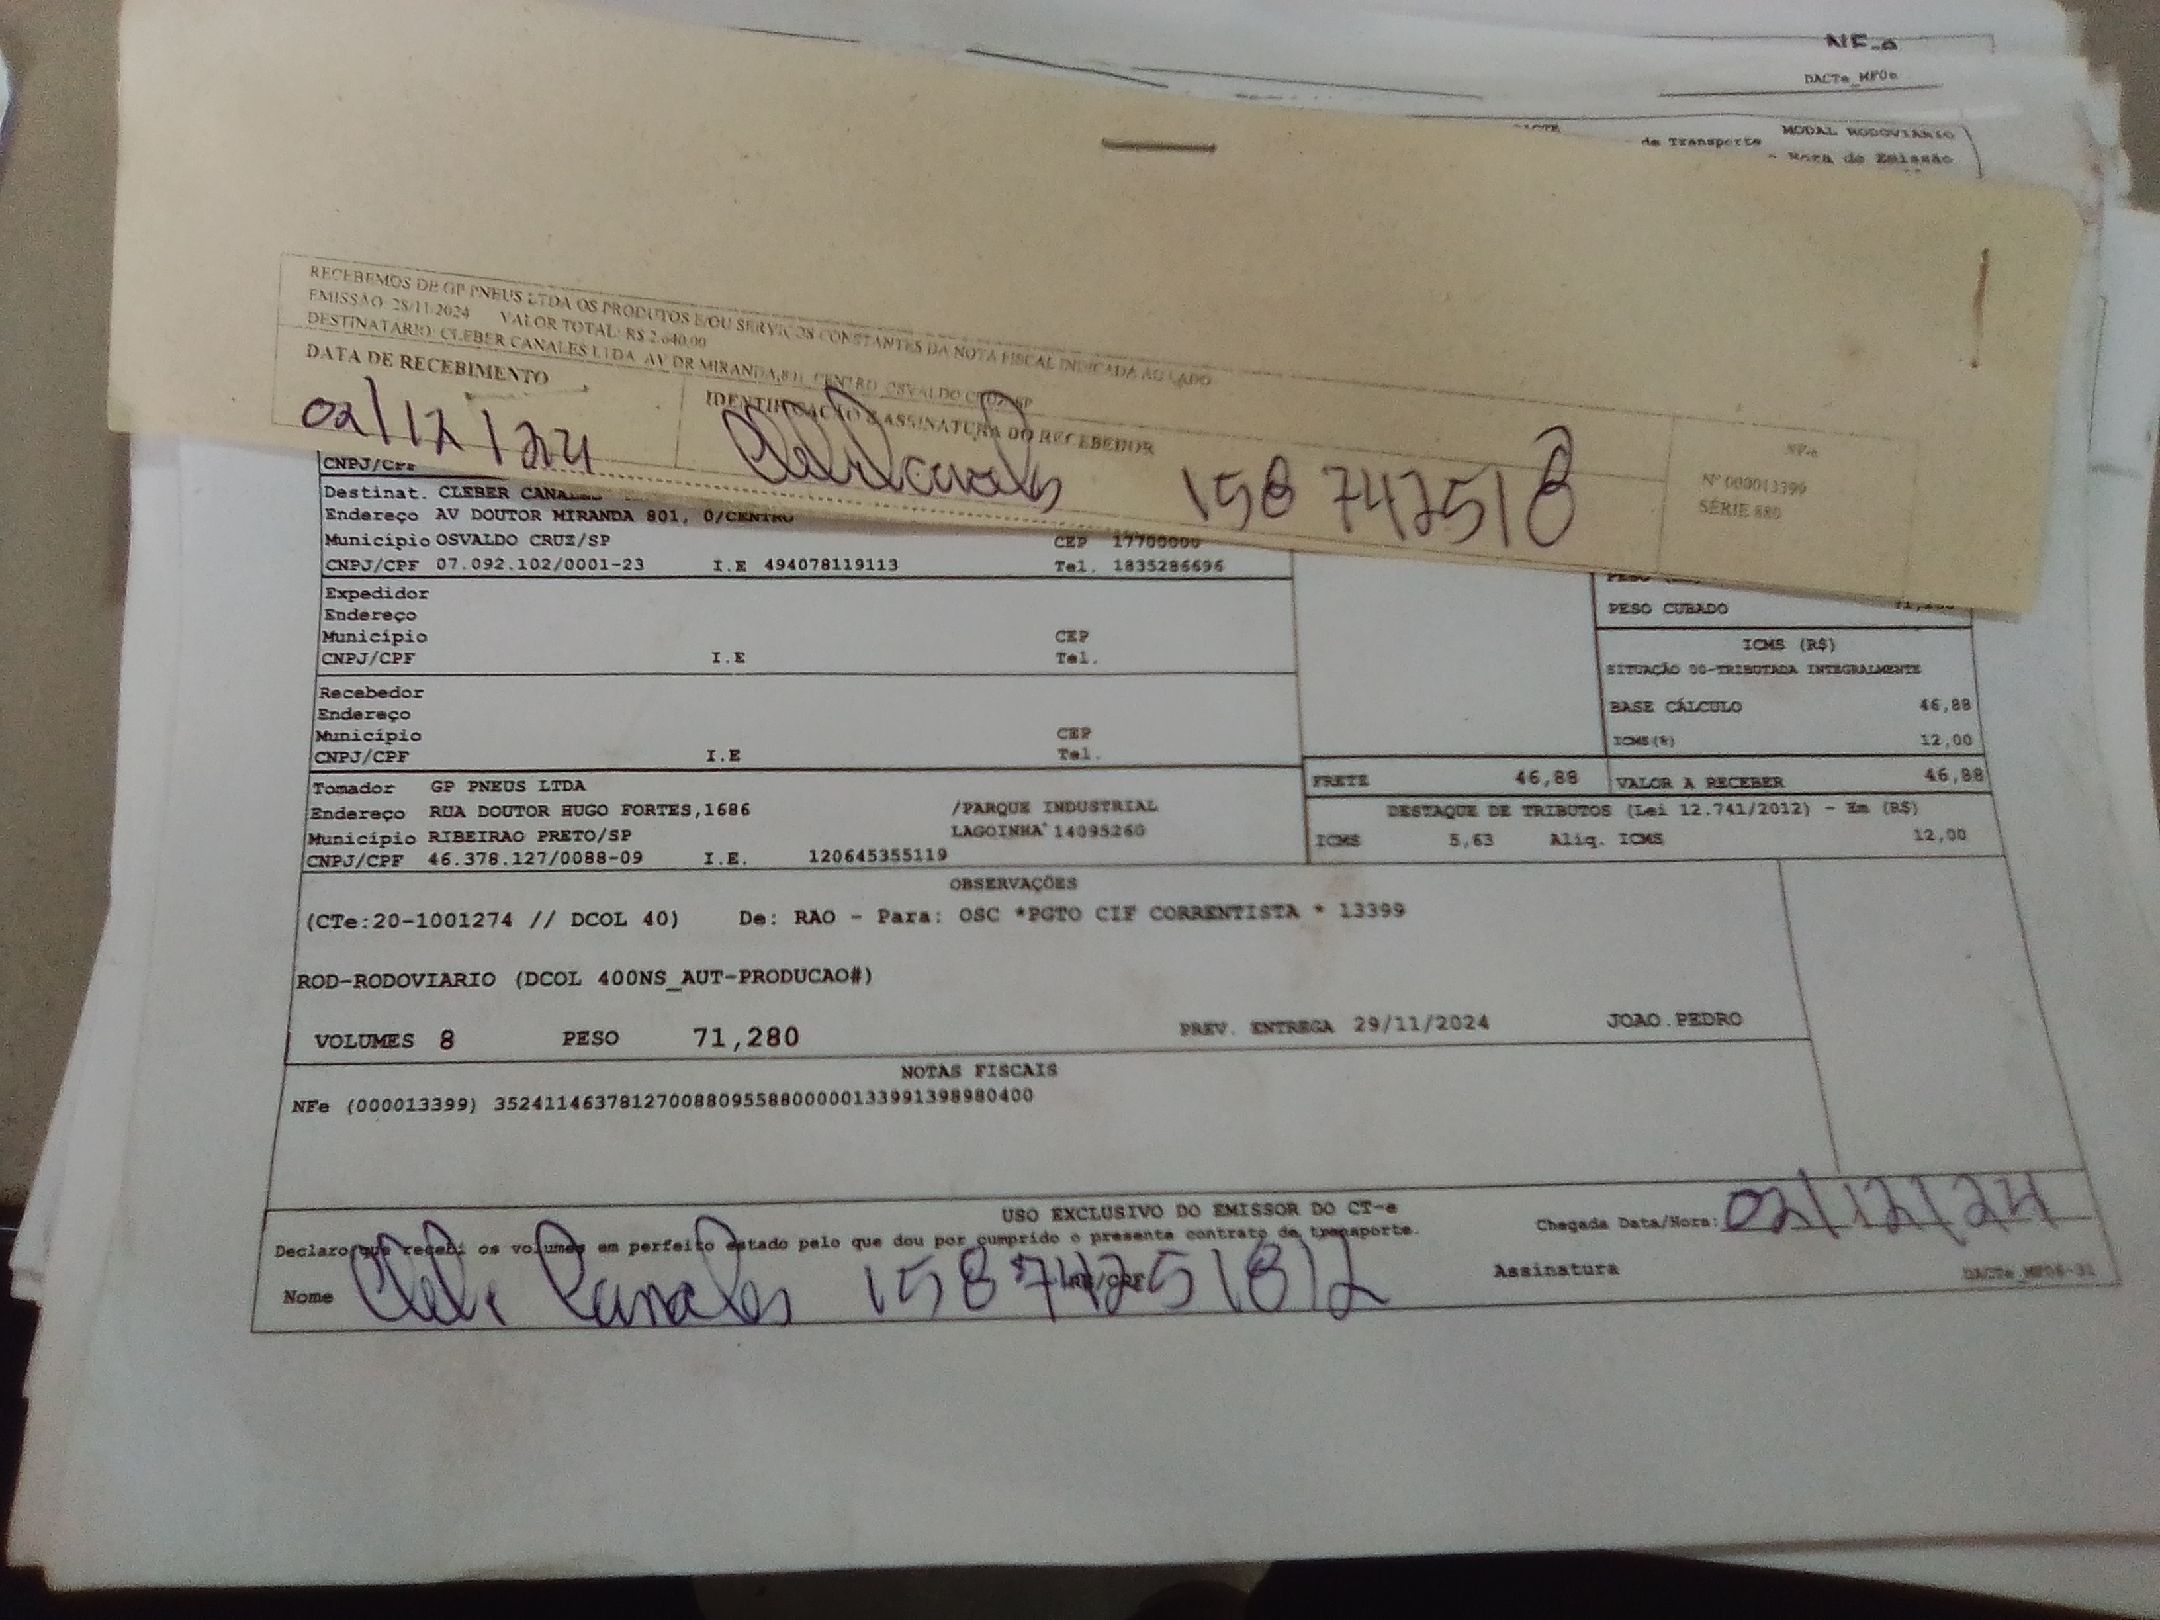 NF-e
DACTe_MF06
MODAL RODOVIÁRIO
de Transporte
Hora de Emissão
RECEBEMOS DE GP PNEUS LTDA OS PRODUTOS E/OU SERVIÇOS CONSTANTES DA NOTA FISCAL INDICADA AO LADO
EMISSÃO: 28/11/2024 VALOR TOTAL: R$ 2.640,00
DESTINATÁRIO: CLEBER CANALES LTDA, AV DR MIRANDA,801, CENTRO, OSVALDO CRUZ-SP
DATA DE RECEBIMENTO
02/12/24
IDENTIFICAÇÃO E ASSINATURA DO RECEBEDOR
158 742518
NF-e
Nº 000013399
SÉRIE 880
CNPJ/CPF
Destinat. CLEBER CANALES
Endereço AV DOUTOR MIRANDA 801, 0/CENTRO
Município OSVALDO CRUZ/SP CEP 17700000
CNPJ/CPF 07.092.102/0001-23 I.E 494078119113 Tel. 1835286696
Expedidor
Endereço
Município CEP
CNPJ/CPF I.E Tel.
Recebedor
Endereço
Município CEP
CNPJ/CPF I.E Tel.
PESO CUBADO
ICMS (R$)
SITUAÇÃO 00-TRIBUTADA INTEGRALMENTE
BASE CÁLCULO 46,88
ICMS(%) 12,00
Tomador GP PNEUS LTDA
Endereço RUA DOUTOR HUGO FORTES,1686 /PARQUE INDUSTRIAL
Município RIBEIRAO PRETO/SP LAGOINHA 14095260
CNPJ/CPF 46.378.127/0088-09 I.E. 120645355119
FRETE 46,88 VALOR A RECEBER 46,88
DESTAQUE DE TRIBUTOS (Lei 12.741/2012) - Em (R$)
ICMS 5,63 Aliq. ICMS 12,00
OBSERVAÇÕES
(CTe:20-1001274 // DCOL 40) De: RAO - Para: OSC *PGTO CIF CORRENTISTA * 13399
ROD-RODOVIARIO (DCOL 400NS_AUT-PRODUCAO#)
VOLUMES 8 PESO 71,280 PREV. ENTREGA 29/11/2024 JOAO.PEDRO
NOTAS FISCAIS
NFe (000013399) 35241146378127008809558800000133991398980400
USO EXCLUSIVO DO EMISSOR DO CT-e
Declaro que recebi os volumes em perfeito estado pelo que dou por cumprido o presente contrato de transporte.
Chegada Data/Hora: 02/12/24
Nome Canales 158742518/2
Assinatura